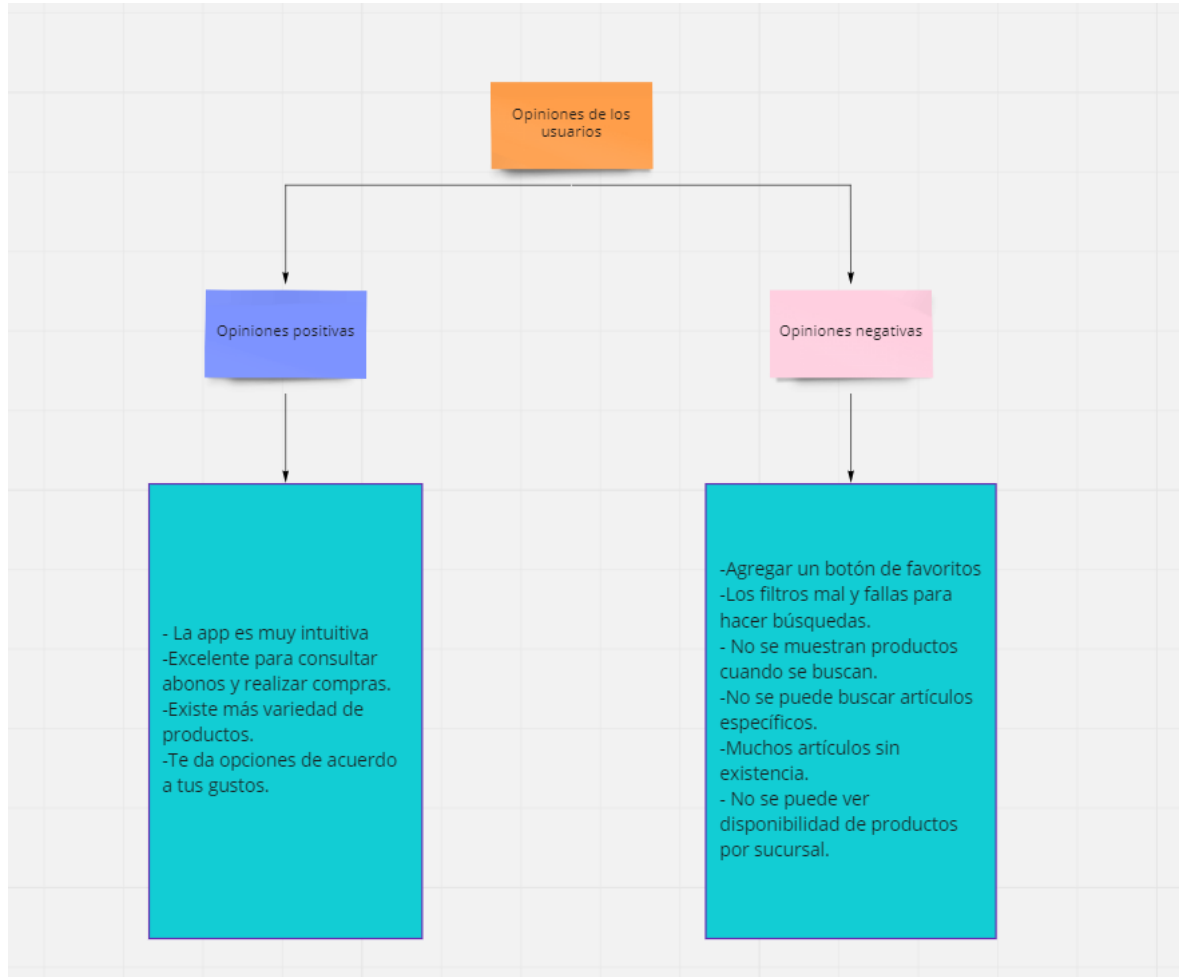 Opiniones de los
usuarios
Opiniones positivas
Opiniones negativas
- La app es muy intuitiva
-Excelente para consultar
abonos y realizar compras.
-Existe más variedad de
productos.
-Te da opciones de acuerdo
a tus gustos.
-Agregar un botón de favoritos
-Los filtros mal y fallas para
hacer búsquedas.
- No se muestran productos
cuando se buscan.
-No se puede buscar artículos
específicos.
-Muchos artículos sin
existencia.
- No se puede ver
disponibilidad de productos
por sucursal.